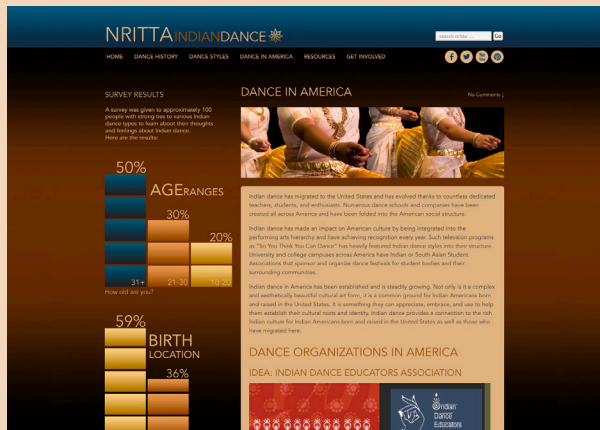 NRITTA INDIANDANCE
search nritta ... Go
HOME DANCE HISTORY DANCE STYLES DANCE IN AMERICA RESOURCES GET INVOLVED
SURVEY RESULTS
A survey was given to approximately 100
people with strong ties to various Indian
dance types to learn about their thoughts
and feelings about Indian dance.
Here are the results:
50%
AGERANGES
30%
20%
31+ 21-30 10-20
How old are you?
59%
BIRTH
LOCATION
36%
DANCE IN AMERICA
No Comments ↓
Indian dance has migrated to the United States and has evolved thanks to countless dedicated
teachers, students, and enthusiasts. Numerous dance schools and companies have been
created all across America and have been folded into the American social structure.
Indian dance has made an impact on American culture by being integrated into the
performing arts hierarchy and have achieving recognition every year. Such television programs
as "So You Think You Can Dance" has heavily featured Indian dance styles into their structure.
University and college campuses across America have Indian or South Asian Student
Associations that sponsor and organize dance festivals for student bodies and their
surrounding communities.
Indian dance in America has been established and is steadily growing. Not only is it a complex
and aesthetically beautiful cultural art form, it is a common ground for Indian Americans born
and raised in the United States. It is something they can appreciate, embrace, and use to help
them establish their cultural roots and identity. Indian dance provides a connection to the rich
Indian culture for Indian Americans born and raised in the United States as well as those who
have migrated here.
DANCE ORGANIZATIONS IN AMERICA
IDEA: INDIAN DANCE EDUCATORS ASSOCIATION
Indian
Dance
Educators